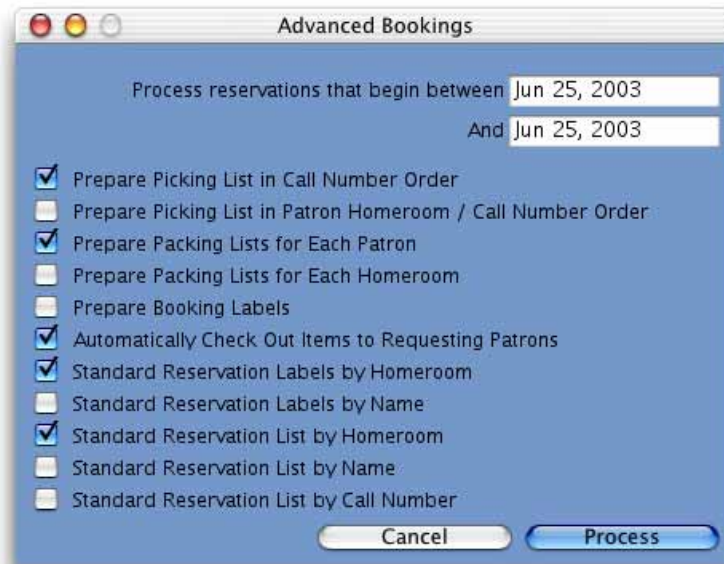 Advanced Bookings
Process reservations that begin between Jun 25, 2003
And Jun 25, 2003
Prepare Picking List in Call Number Order
Prepare Picking List in Patron Homeroom / Call Number Order
Prepare Packing Lists for Each Patron
Prepare Packing Lists for Each Homeroom
Prepare Booking Labels
Automatically Check Out Items to Requesting Patrons
Standard Reservation Labels by Homeroom
Standard Reservation Labels by Name
Standard Reservation List by Homeroom
Standard Reservation List by Name
Standard Reservation List by Call Number
Cancel Process